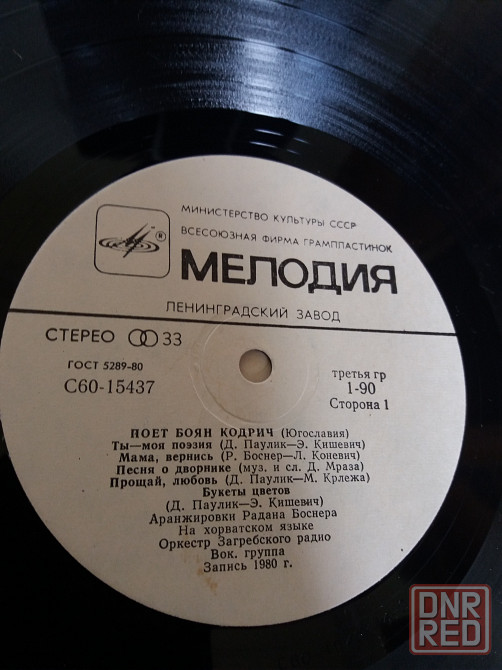 МИНИСТЕРСТВО КУЛЬТУРЫ СССР
ВСЕСОЮЗНАЯ ФИРМА ГРАМПЛАСТИНОК
®
МЕЛОДИЯ
ЛЕНИНГРАДСКИЙ ЗАВОД
СТЕРЕО 33
ГОСТ 5289-80
С60-15437
третья гр
1-90
Сторона 1
ПОЕТ БОЯН КОДРИЧ (Югославия)
Ты—моя поэзия (Д. Паулик—Э. Кишевич)
Мама, вернись (Р. Боснер—Л. Коневич)
Песня о дворнике (муз. и сл. Д. Мраза)
Прощай, любовь (Д. Паулик—М. Крлежа)
Букеты цветов
(Д. Паулик—Э. Кишевич)
Аранжировки Радана Боснера
На хорватском языке
Оркестр Загребского радио
Вок. группа
Запись 1980 г.
DNR
RED